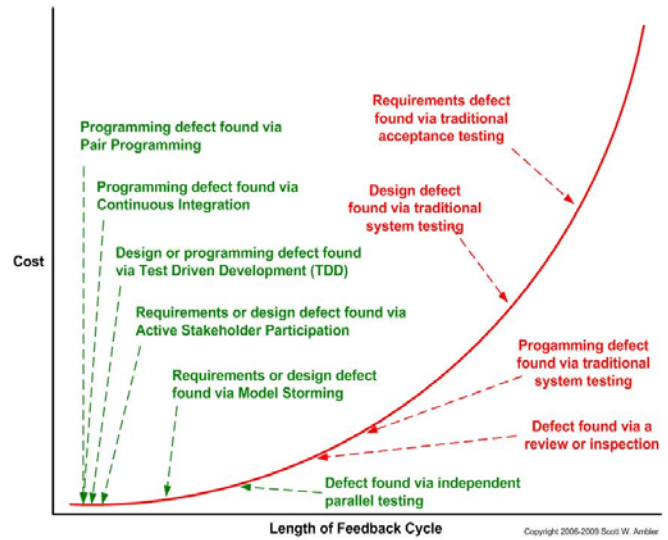 Programming defect found via
Pair Programming
Programming defect found via
Continuous Integration
Design or programming defect found
via Test Driven Development (TDD)
Requirements or design defect found via
Active Stakeholder Participation
Requirements or design defect
found via Model Storming
Defect found via independent
parallel testing
Requirements defect
found via traditional
acceptance testing
Design defect
found via traditional
system testing
Progamming defect
found via traditional
system testing
Defect found via a
review or inspection
Cost
Length of Feedback Cycle
Copyright 2006-2009 Scott W. Ambler